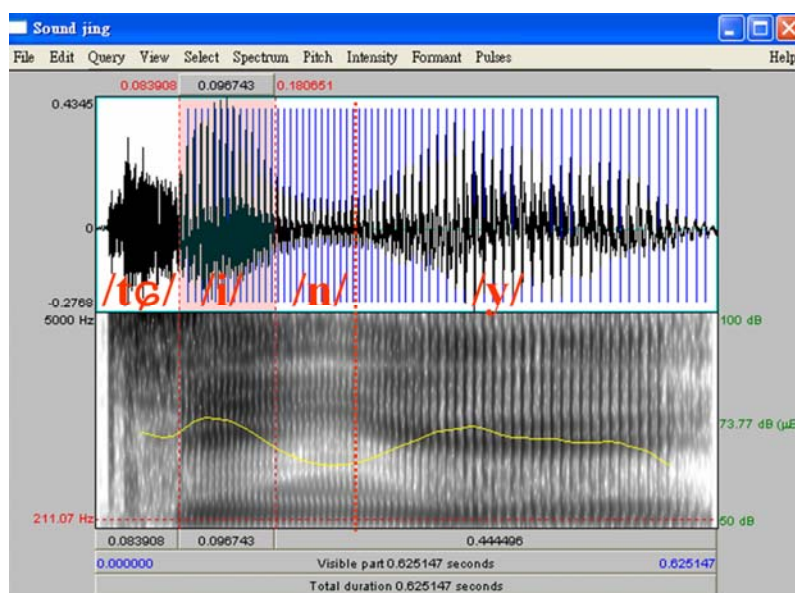 Sound jing
File Edit Query View Select Spectrum Pitch Intensity Formant Pulses Help
0.083908 0.096743 0.180651
0.4345
0
-0.2768
/tɕ/ /i/ /n/ /y/
5000 Hz 100 dB
73.77 dB (µE
211.07 Hz 50 dB
0.083908 0.096743 0.444496
0.000000 Visible part 0.625147 seconds 0.625147
Total duration 0.625147 seconds